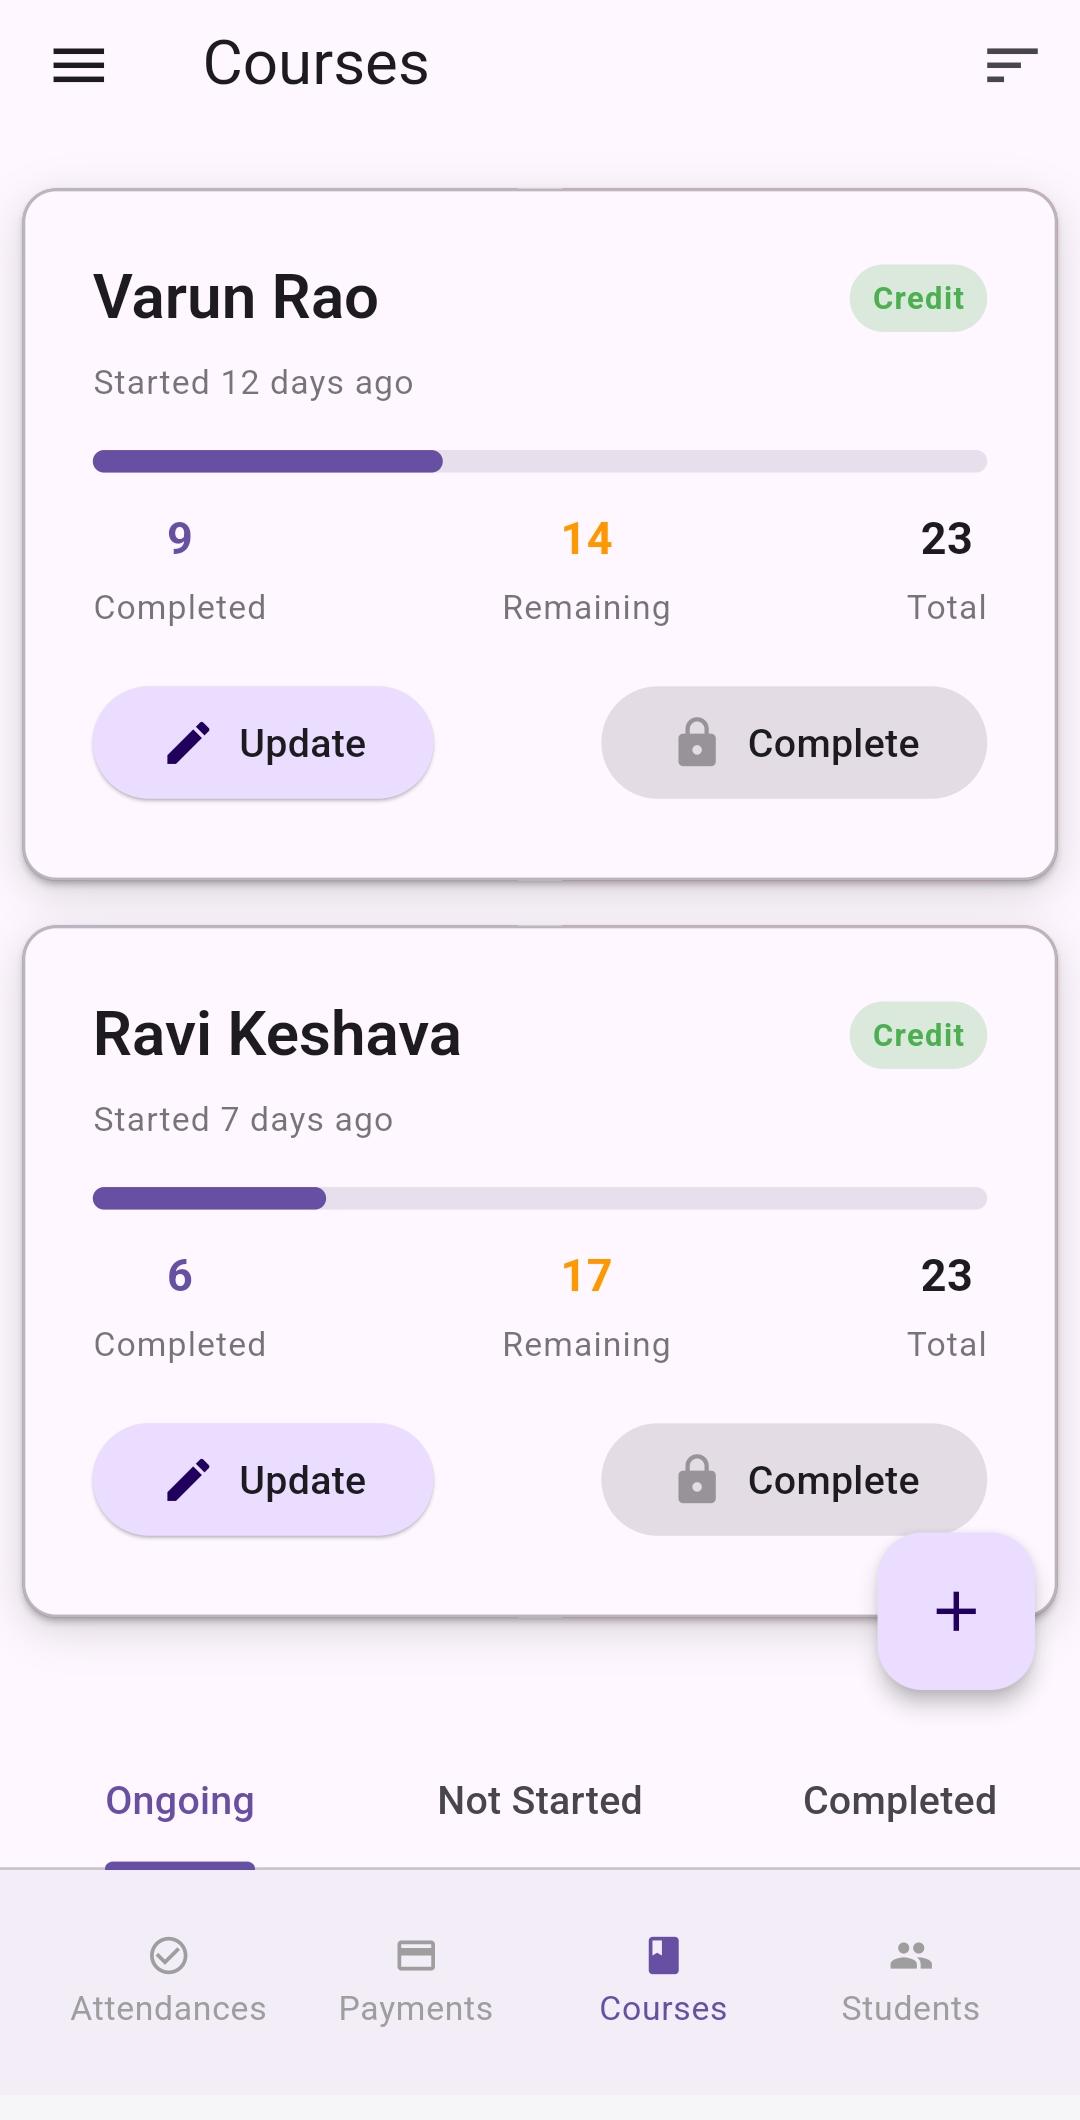 Courses
Varun Rao
Credit
Started 12 days ago
9 14 23
Completed Remaining Total
Update Complete
Ravi Keshava
Credit
Started 7 days ago
6 17 23
Completed Remaining Total
Update Complete
Ongoing Not Started Completed
Attendances Payments Courses Students